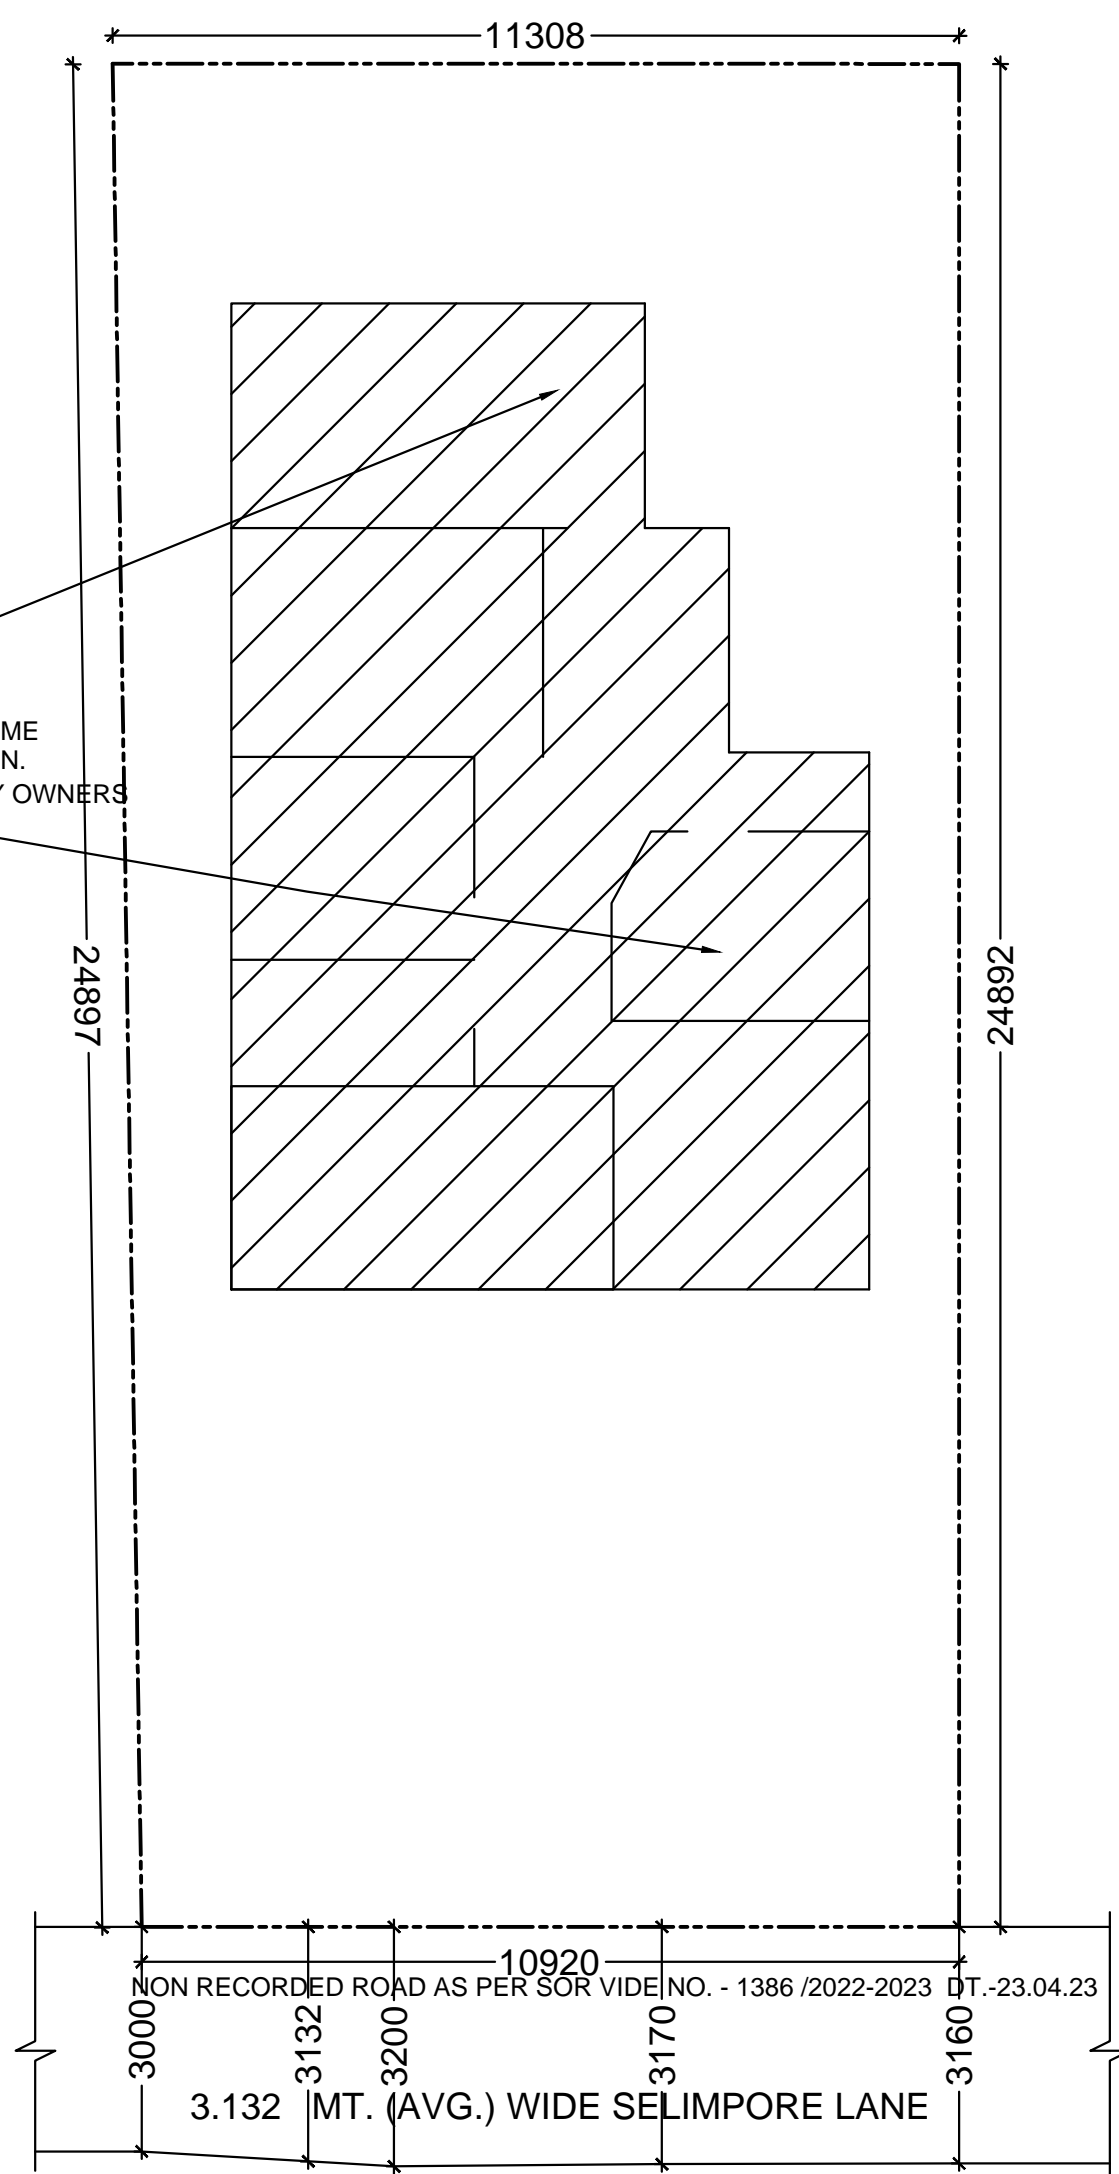 11308
ME
N.
Y OWNERS
24897
24892
10920
NON RECORDED ROAD AS PER SOR VIDE NO. - 1386 /2022-2023 DT.-23.04.23
3000
3132
3200
3170
3160
3.132 MT. (AVG.) WIDE SELIMPORE LANE